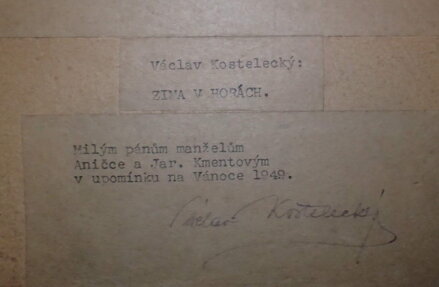 Václav Kostelecký:
ZIMA V HORÁCH.
Milým pánům manželům
Aničce a Jar. Kmentovým
v upomínku na Vánoce 1949.
Václav Kostelecký